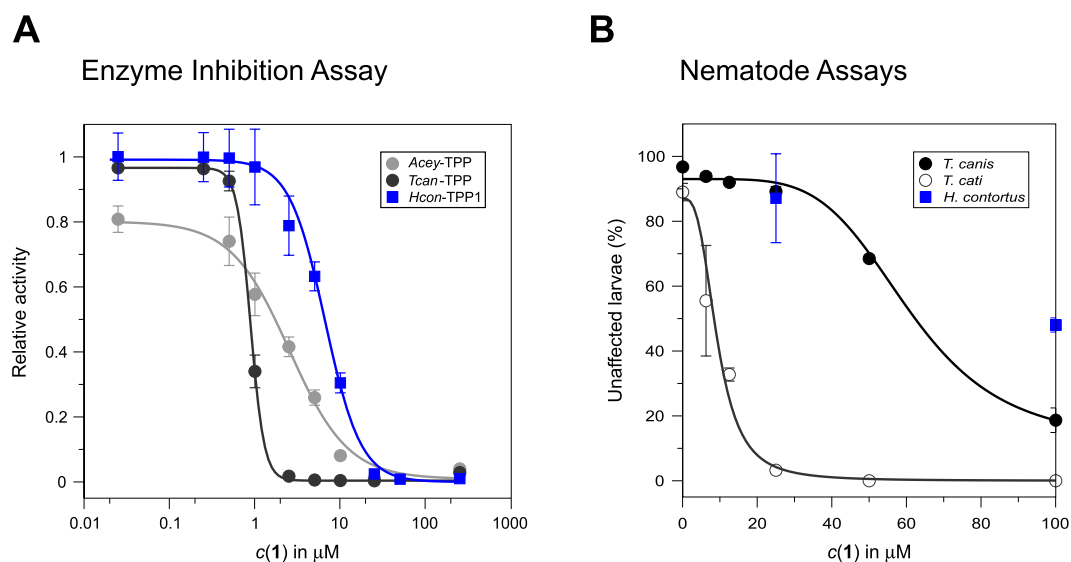 A
Enzyme Inhibition Assay
Relative activity
1
0.8
0.6
0.4
0.2
0
0.01
0.1
1
10
100
1000
c(1) in μM
Acey-TPP
Tcan-TPP
Hcon-TPP1
B
Nematode Assays
Unaffected larvae (%)
100
80
60
40
20
0
0
20
40
60
80
100
c(1) in μM
T. canis
T. cati
H. contortus